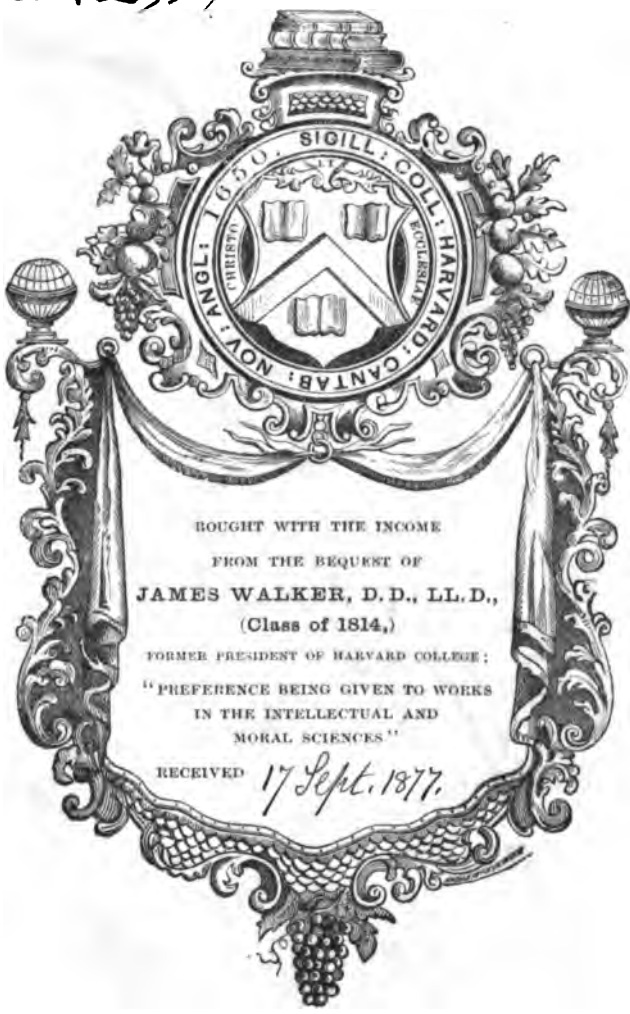 SIGILL: COLL: HARVARD: CANTAB: NOV: ANGL: 1650.
CHRISTO
ECCLESIAE
BOUGHT WITH THE INCOME
FROM THE BEQUEST OF
JAMES WALKER, D.D., LL.D.,
(Class of 1814,)
FORMER PRESIDENT OF HARVARD COLLEGE;
"PREFERENCE BEING GIVEN TO WORKS
IN THE INTELLECTUAL AND
MORAL SCIENCES"
RECEIVED 17 Sept. 1877.